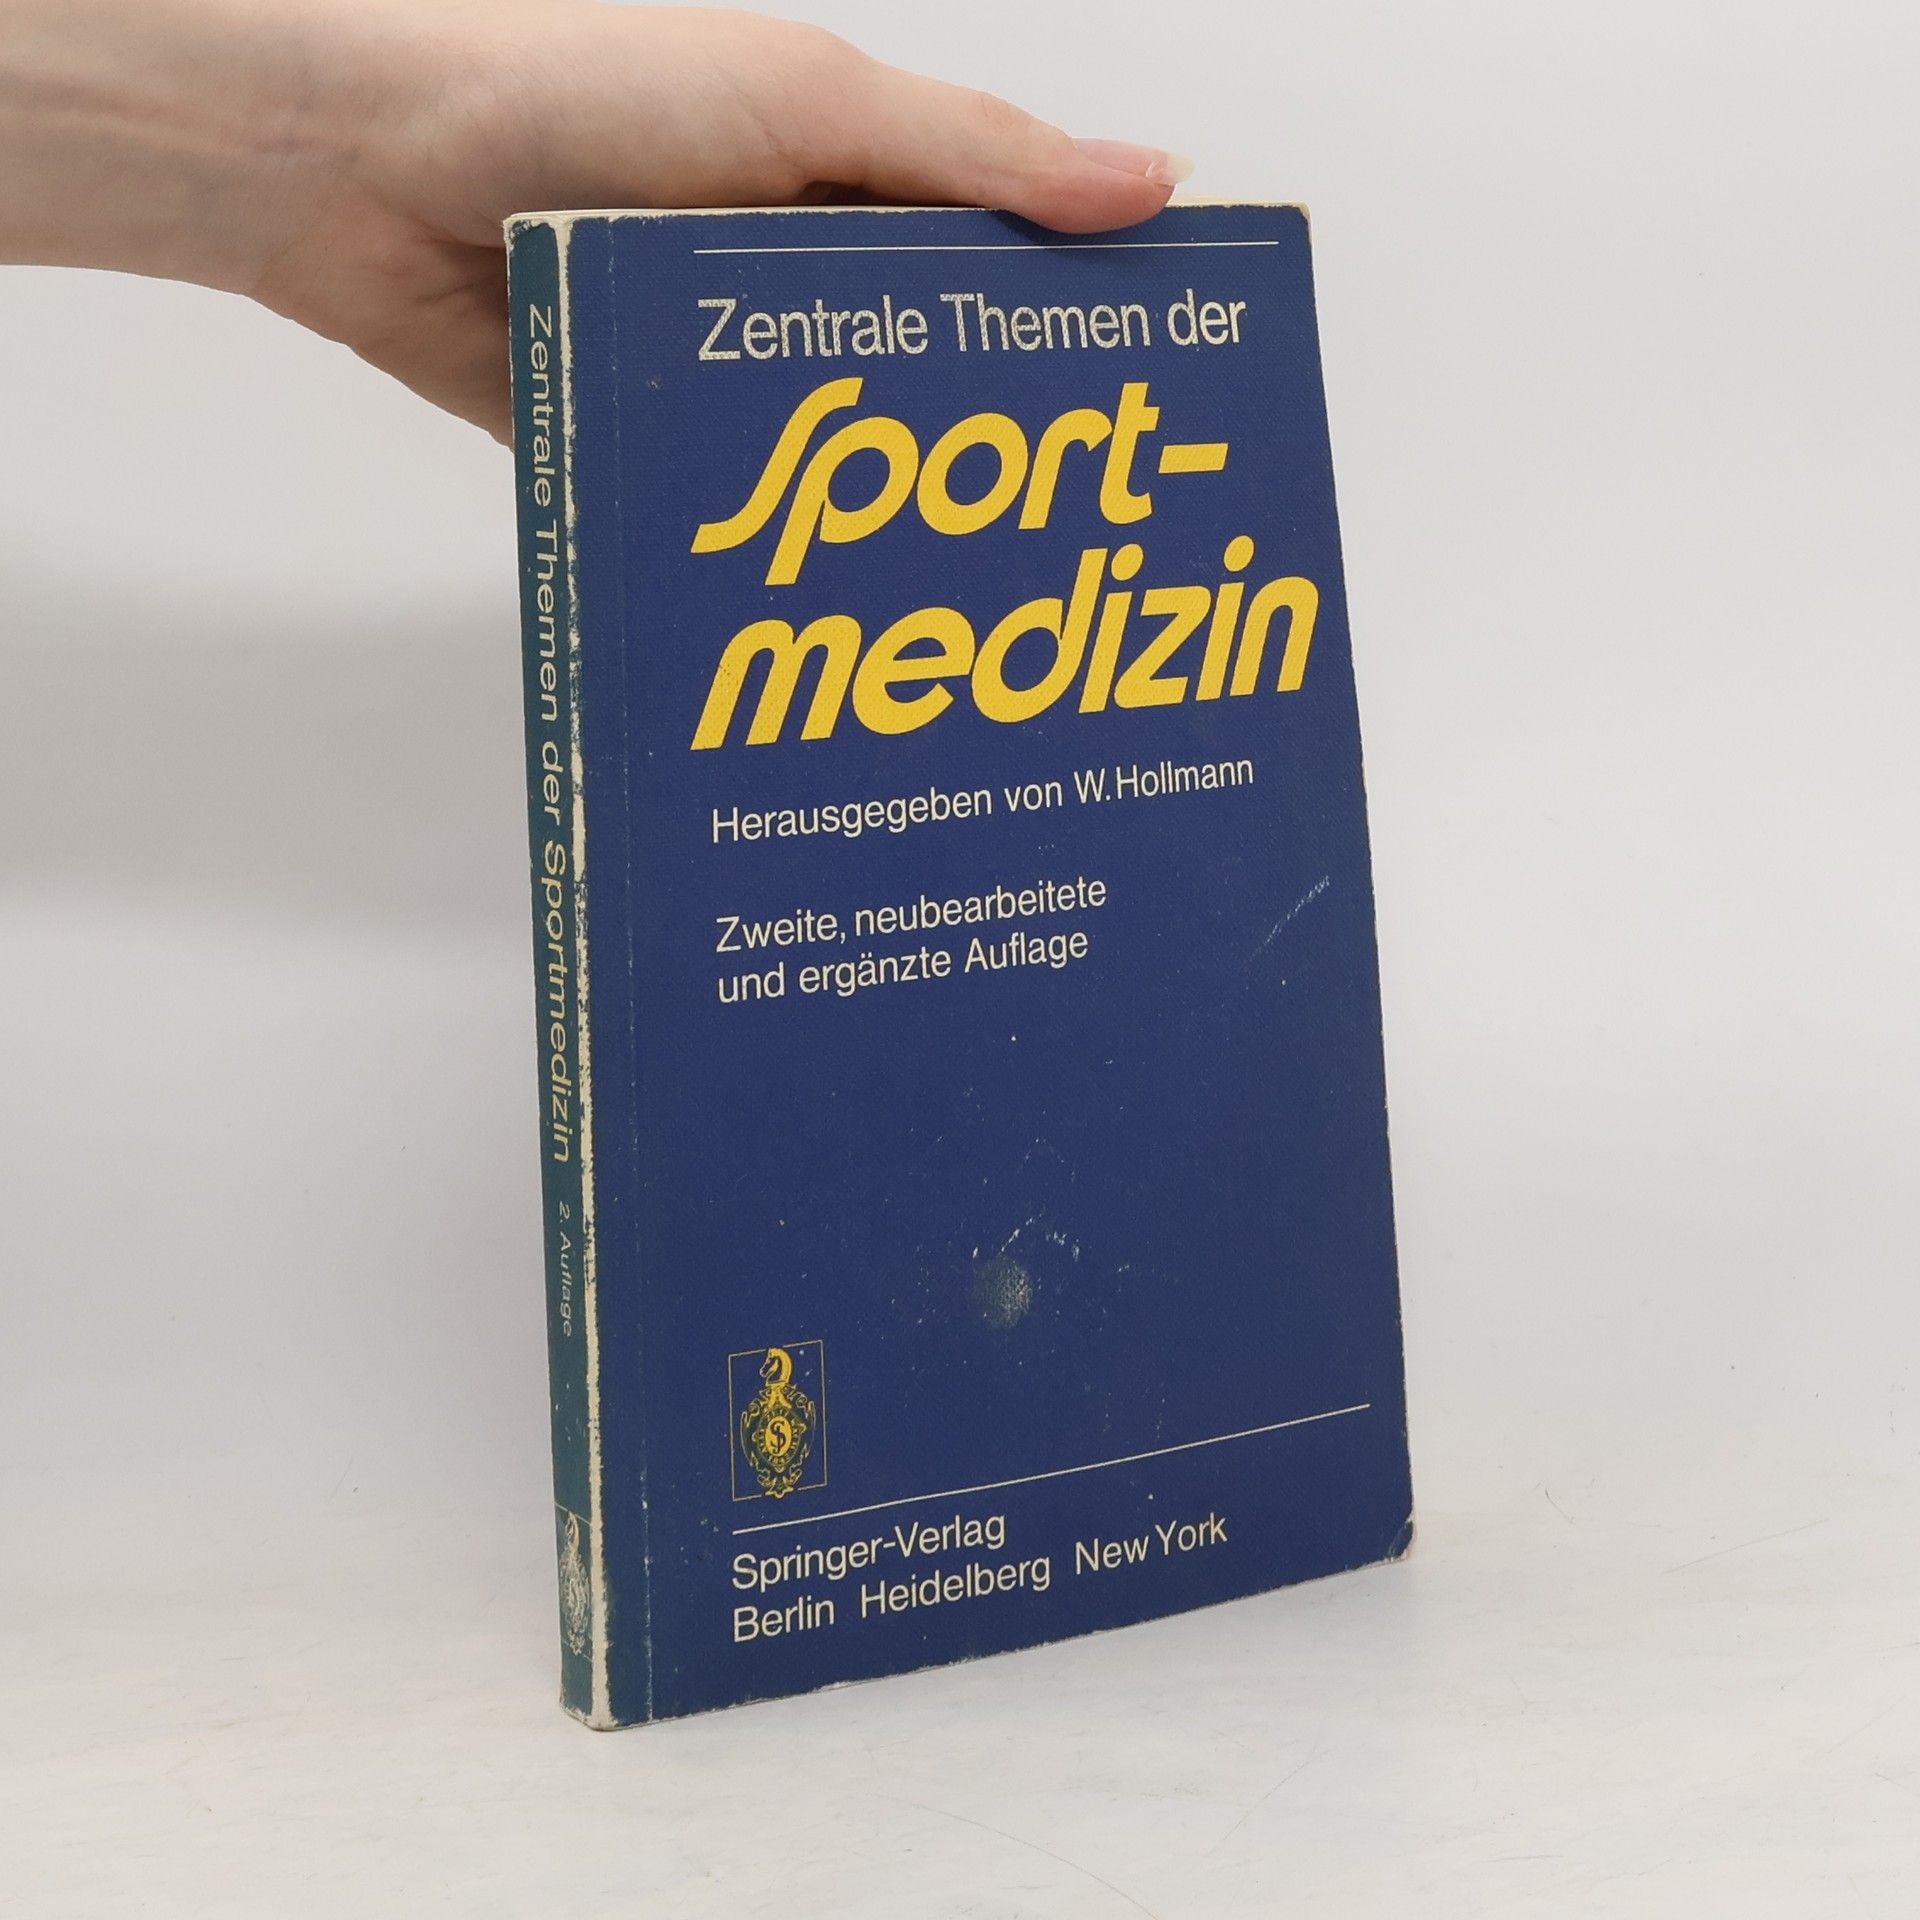 Zentrale Themen der
Sport-
medizin
Herausgegeben von W. Hollmann
Zweite, neubearbeitete
und ergänzte Auflage
Springer-Verlag
Berlin Heidelberg New York
Zentrale Themen der Sportmedizin 2. Auflage